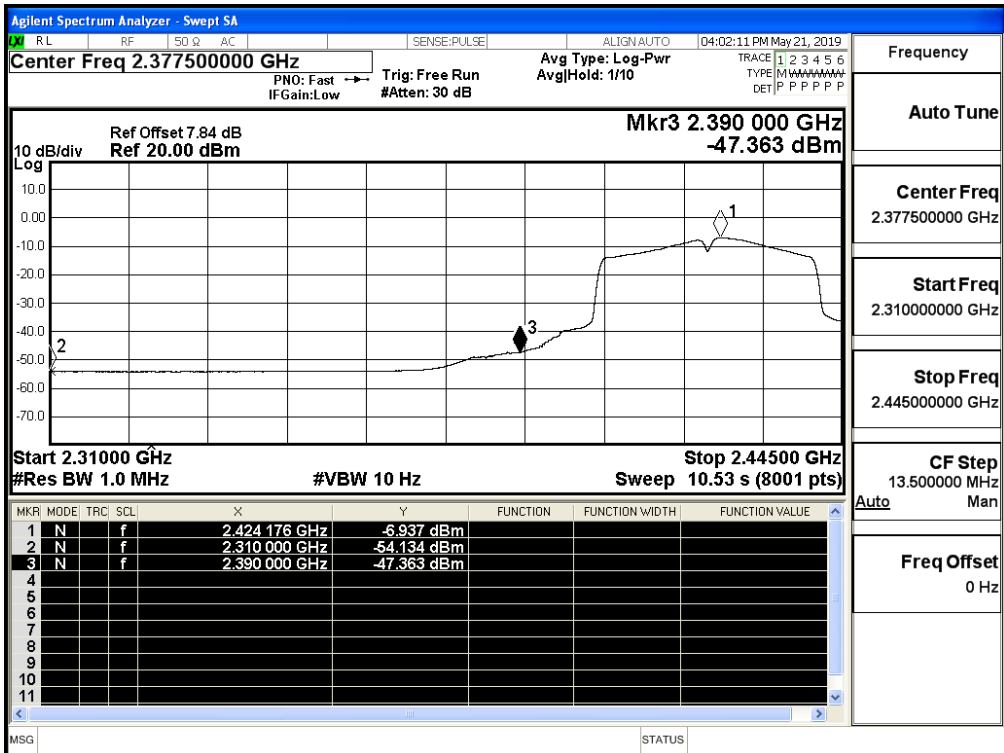 Agilent Spectrum Analyzer - Swept SA
LXI RL RF 50 Ω AC SENSE:PULSE ALIGN AUTO 04:02:11 PM May 21, 2019
Center Freq 2.377500000 GHz
PNO: Fast
IFGain:Low
Trig: Free Run
#Atten: 30 dB
Avg Type: Log-Pwr
Avg|Hold: 1/10
TRACE 1 2 3 4 5 6
TYPE M WWWWW
DET P P P P P P
Ref Offset 7.84 dB
10 dB/div Ref 20.00 dBm
Log
Mkr3 2.390 000 GHz
-47.363 dBm
10.0
0.00
-10.0
-20.0
-30.0
-40.0
-50.0
-60.0
-70.0
1
2
3
Start 2.31000 GHz
Stop 2.44500 GHz
#Res BW 1.0 MHz #VBW 10 Hz Sweep 10.53 s (8001 pts)
MKR MODE TRC SCL X Y FUNCTION FUNCTION WIDTH FUNCTION VALUE
1 N f 2.424 176 GHz -6.937 dBm
2 N f 2.310 000 GHz -54.134 dBm
3 N f 2.390 000 GHz -47.363 dBm
4
5
6
7
8
9
10
11
MSG STATUS
Frequency
Auto Tune
Center Freq
2.377500000 GHz
Start Freq
2.310000000 GHz
Stop Freq
2.445000000 GHz
CF Step
13.500000 MHz
Auto Man
Freq Offset
0 Hz